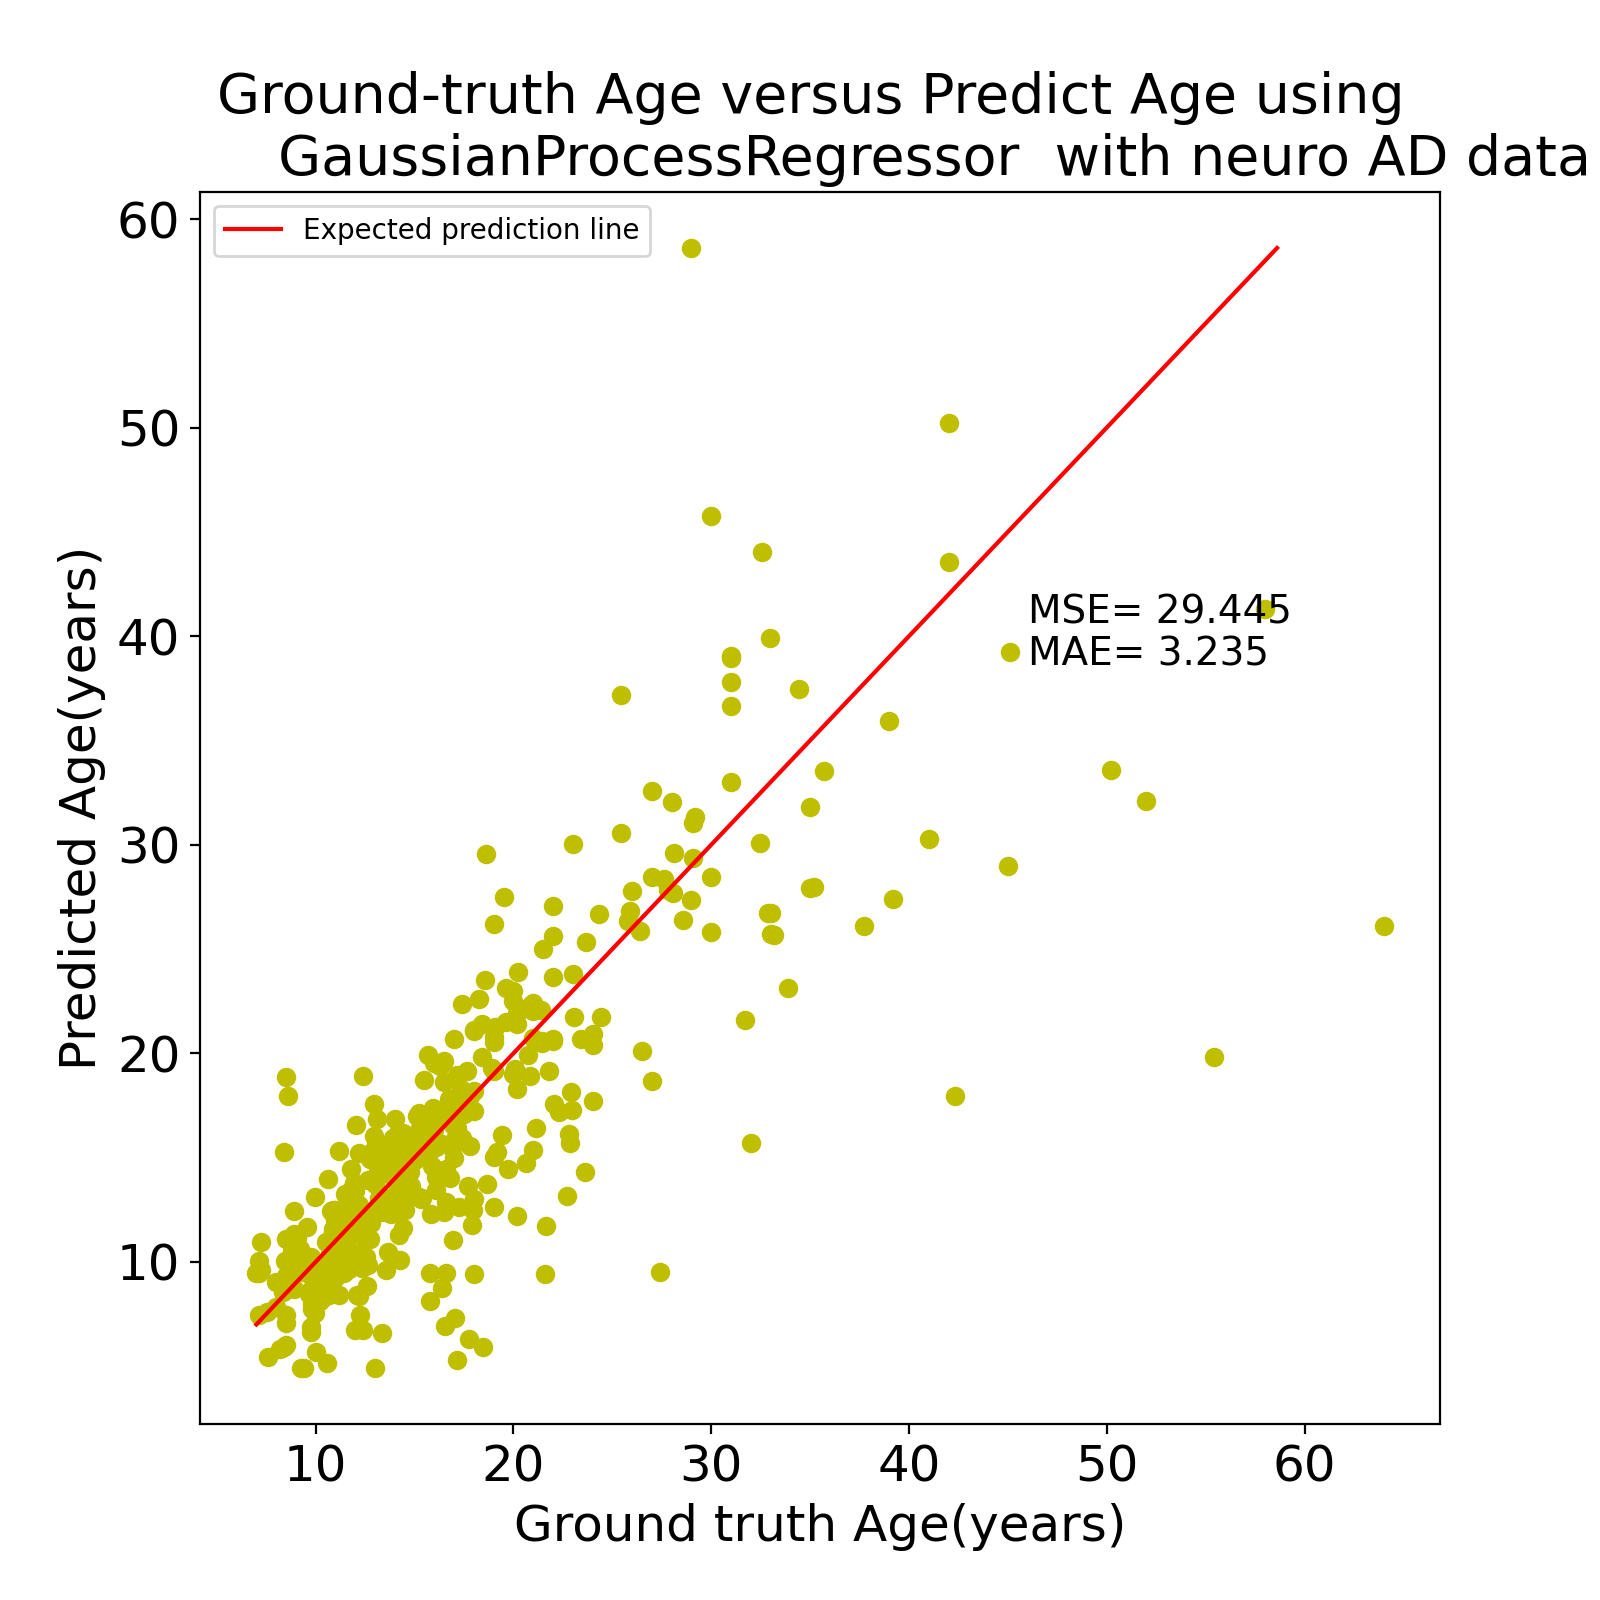 Ground-truth Age versus Predict Age using
GaussianProcessRegressor  with neuro AD data
Expected prediction line
60
50
40
30
20
10
MSE= 29.445
MAE= 3.235
Predicted Age(years)
10 20 30 40 50 60
Ground truth Age(years)